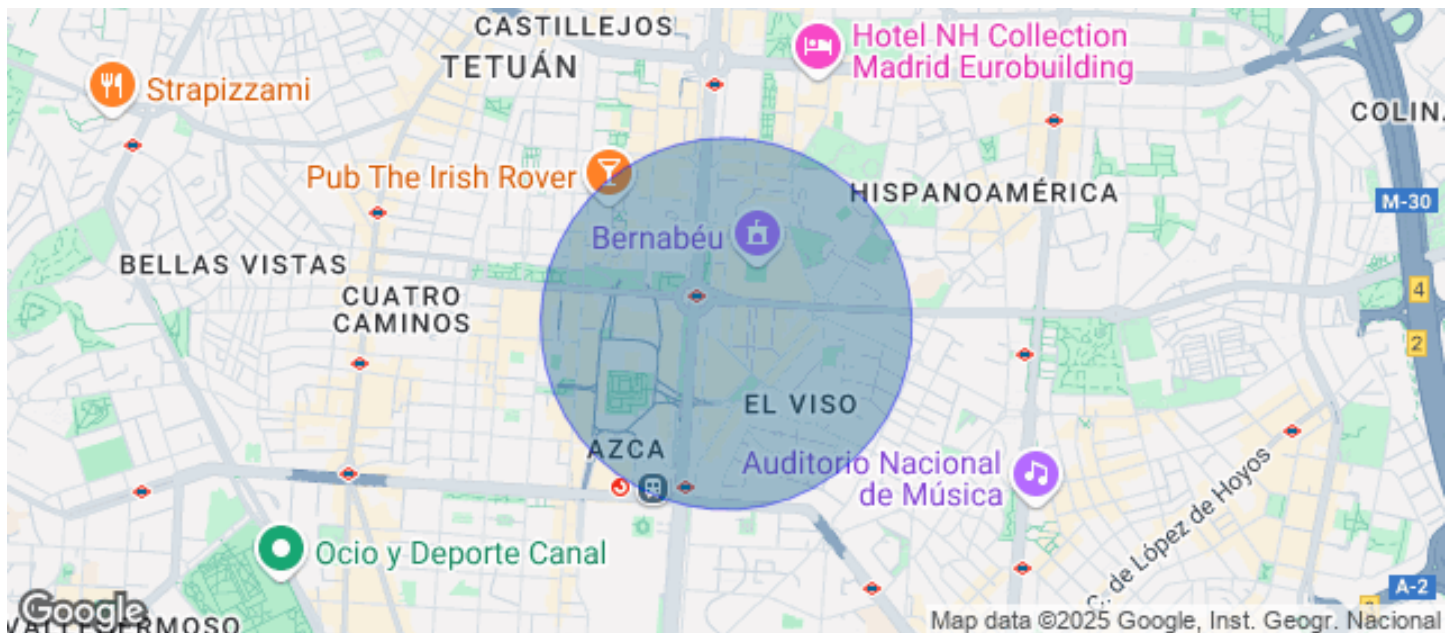 CASTILLEJOS
TETUÁN
Hotel NH Collection
Madrid Eurobuilding
Strapizzami
COLIN
Pub The Irish Rover
HISPANOAMÉRICA
M-30
Bernabéu
BELLAS VISTAS
CUATRO
CAMINOS
4
2
EL VISO
AZCA
Auditorio Nacional
de Música
C. de López de Hoyos
Ocio y Deporte Canal
A-2
Google
VALLEHERMOSO
Map data ©2025 Google, Inst. Geogr. Nacional